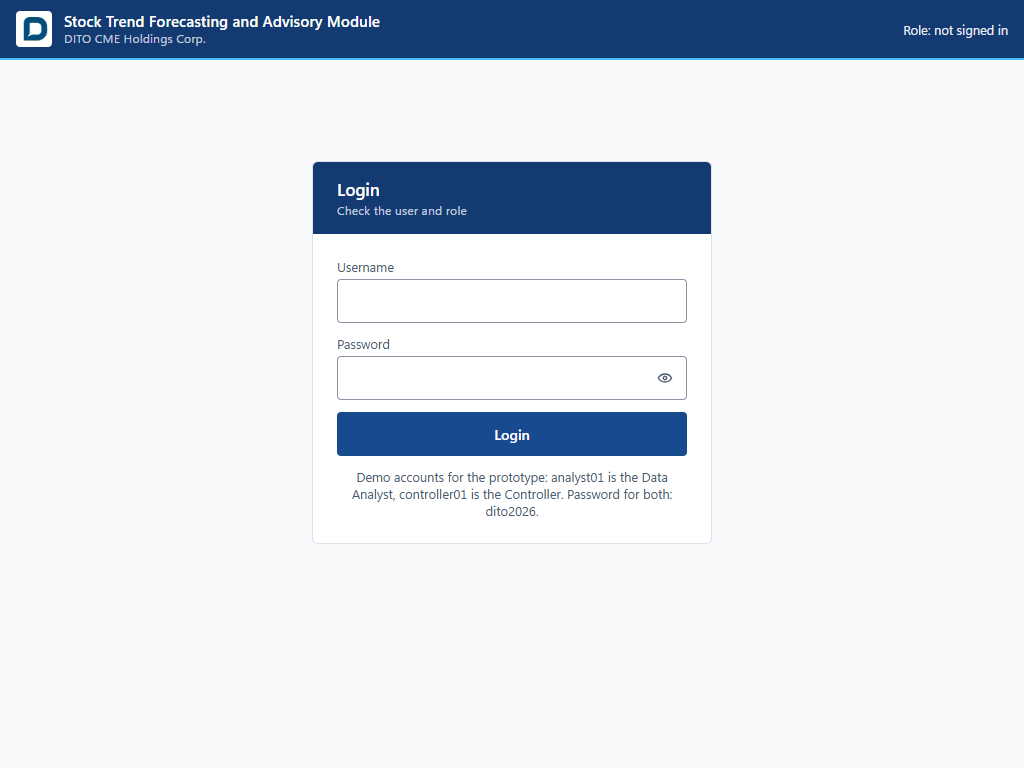 Stock Trend Forecasting and Advisory Module
DITO CME Holdings Corp.
Role: not signed in
Login
Check the user and role
Username
Password
Login
Demo accounts for the prototype: analyst01 is the Data
Analyst, controller01 is the Controller. Password for both:
dito2026.